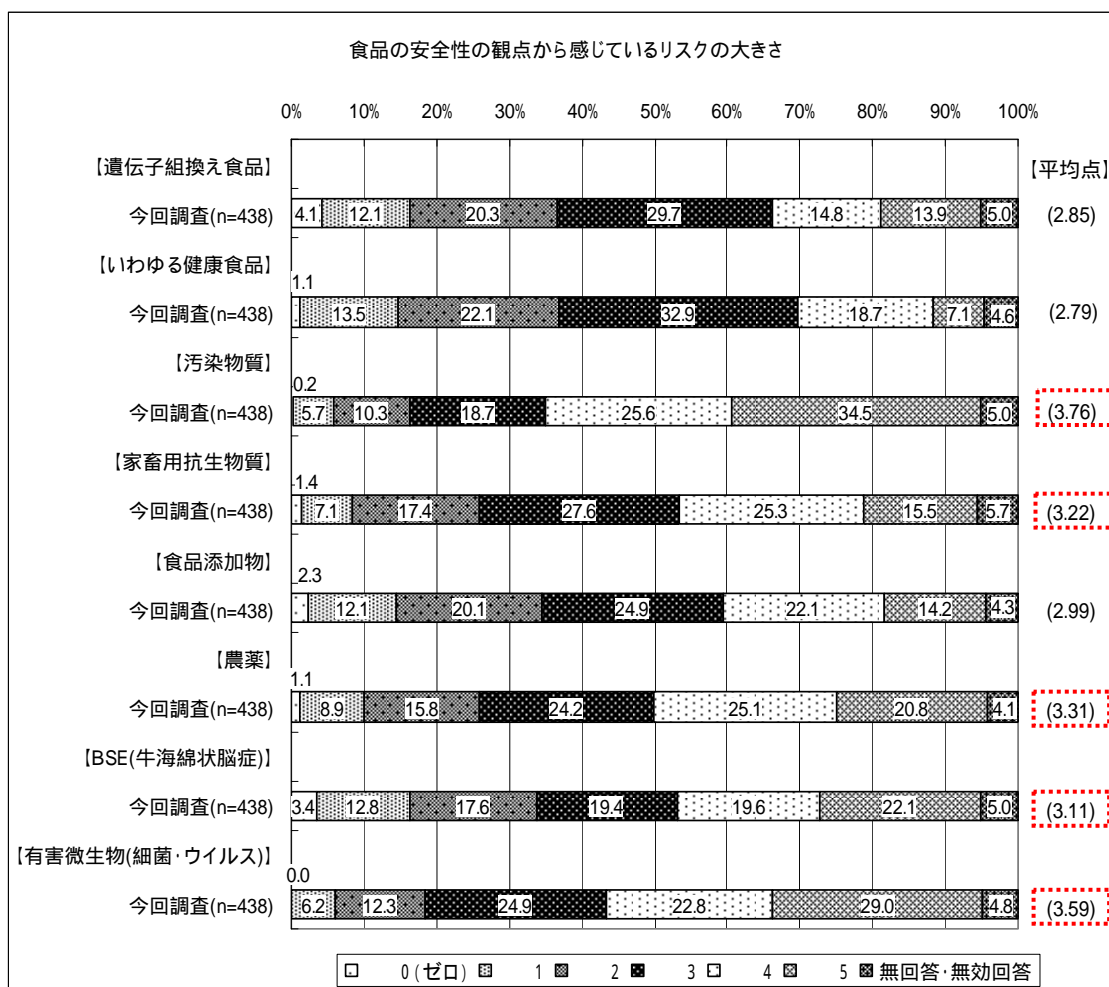 食品の安全性の観点から感じているリスクの大きさ
0% 10% 20% 30% 40% 50% 60% 70% 80% 90% 100%
【遺伝子組換え食品】 【平均点】
今回調査(n=438) 4.1 12.1 20.3 29.7 14.8 13.9 5.0 (2.85)
【いわゆる健康食品】
1.1
今回調査(n=438) 13.5 22.1 32.9 18.7 7.1 4.6 (2.79)
【汚染物質】
0.2
今回調査(n=438) 5.7 10.3 18.7 25.6 34.5 5.0 (3.76)
【家畜用抗生物質】
1.4
今回調査(n=438) 7.1 17.4 27.6 25.3 15.5 5.7 (3.22)
【食品添加物】
2.3
今回調査(n=438) 12.1 20.1 24.9 22.1 14.2 4.3 (2.99)
【農薬】
1.1
今回調査(n=438) 8.9 15.8 24.2 25.1 20.8 4.1 (3.31)
【BSE(牛海綿状脳症)】
今回調査(n=438) 3.4 12.8 17.6 19.4 19.6 22.1 5.0 (3.11)
【有害微生物(細菌・ウイルス)】
0.0
今回調査(n=438) 6.2 12.3 24.9 22.8 29.0 4.8 (3.59)
0(ゼロ) 1 2 3 4 5 無回答・無効回答